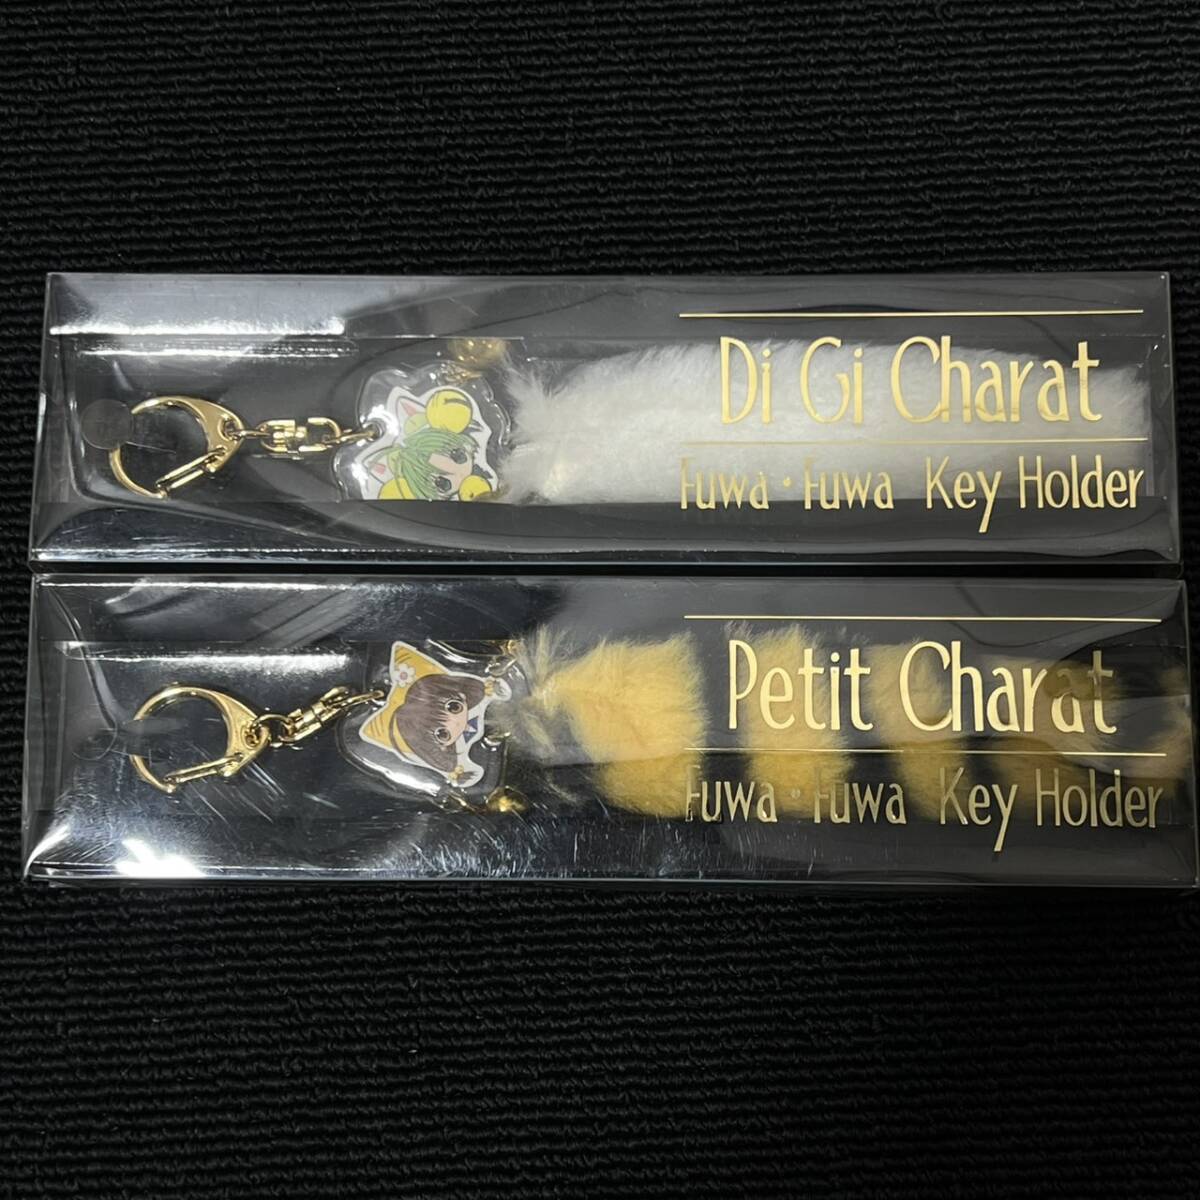 Di Gi Charat
Fuwa・Fuwa Key Holder
Petit Charat
Fuwa・Fuwa Key Holder